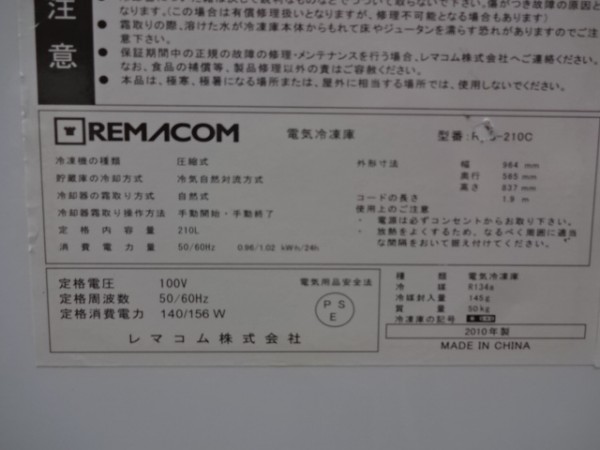 注意
なります。(この場合は有償修理扱いとなりますが、修理不可能となる場合もあります)
霜取りの際、溶けた水が冷凍庫本体からもれて床やジュータンを濡らす恐れがありますのでご注
意下さい。
保証期間中の正規の故障の修理・メンテナンスを行う場合、レマコム株式会社へご連絡ください。
なお、食品の補償等、製品修理以外の責はご容赦ください。
本品は、極寒、極暑になる場所または、屋外に相当する場所では、使用しないでください。
REMACOM 電気冷凍庫 型番: -210C
冷凍機の種類 圧縮式
貯蔵庫の冷却方式 冷気自然対流方式
冷却器の霜取り方式 自然式
冷却器霜取り操作方法 手動開始・手動終了
定格内容量 210L
消費電力量 50/60Hz 0.96/1.02 kWh/24h
外形寸法 幅 964 mm
奥行 565 mm
高さ 837 mm
コードの長さ 1.8 m
使用上のご注意
・電源は必ずコンセントからお取り下さい。
・放熱をよくするため、なるべく周囲に適当
な間隔をおいて据え付けてください。
定格電圧 100V
定格周波数 50/60Hz
定格消費電力 140/156 W
電気用品安全法
PSE
レマコム株式会社
種類 電気冷凍庫
冷媒 R134a
冷媒封入量 145g
質量 50kg
冷凍庫の記号
2010年製
MADE IN CHINA